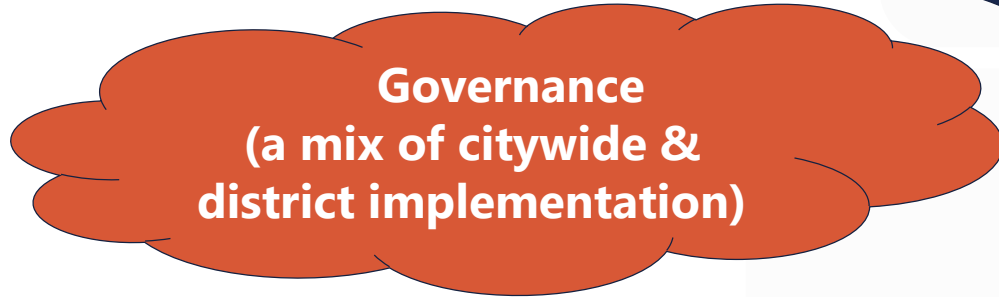 Governance
(a mix of citywide &
district implementation)